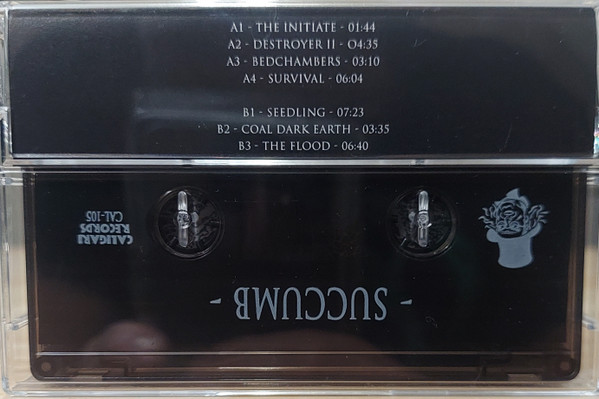 A1 - THE INITIATE - 01:44
A2 - DESTROYER II - O4:35
A3 - BEDCHAMBERS - 03:10
A4 - SURVIVAL - 06:04
B1 - SEEDLING - 07:23
B2 - COAL DARK EARTH - 03:35
B3 - THE FLOOD - 06:40
CALIGARI
RECORDS
CAL-105
- SUCCUMB -